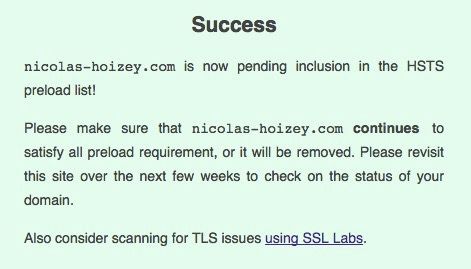 Success
nicolas-hoizey.com is now pending inclusion in the HSTS
preload list!
Please make sure that nicolas-hoizey.com continues to
satisfy all preload requirement, or it will be removed. Please revisit
this site over the next few weeks to check on the status of your
domain.
Also consider scanning for TLS issues using SSL Labs.